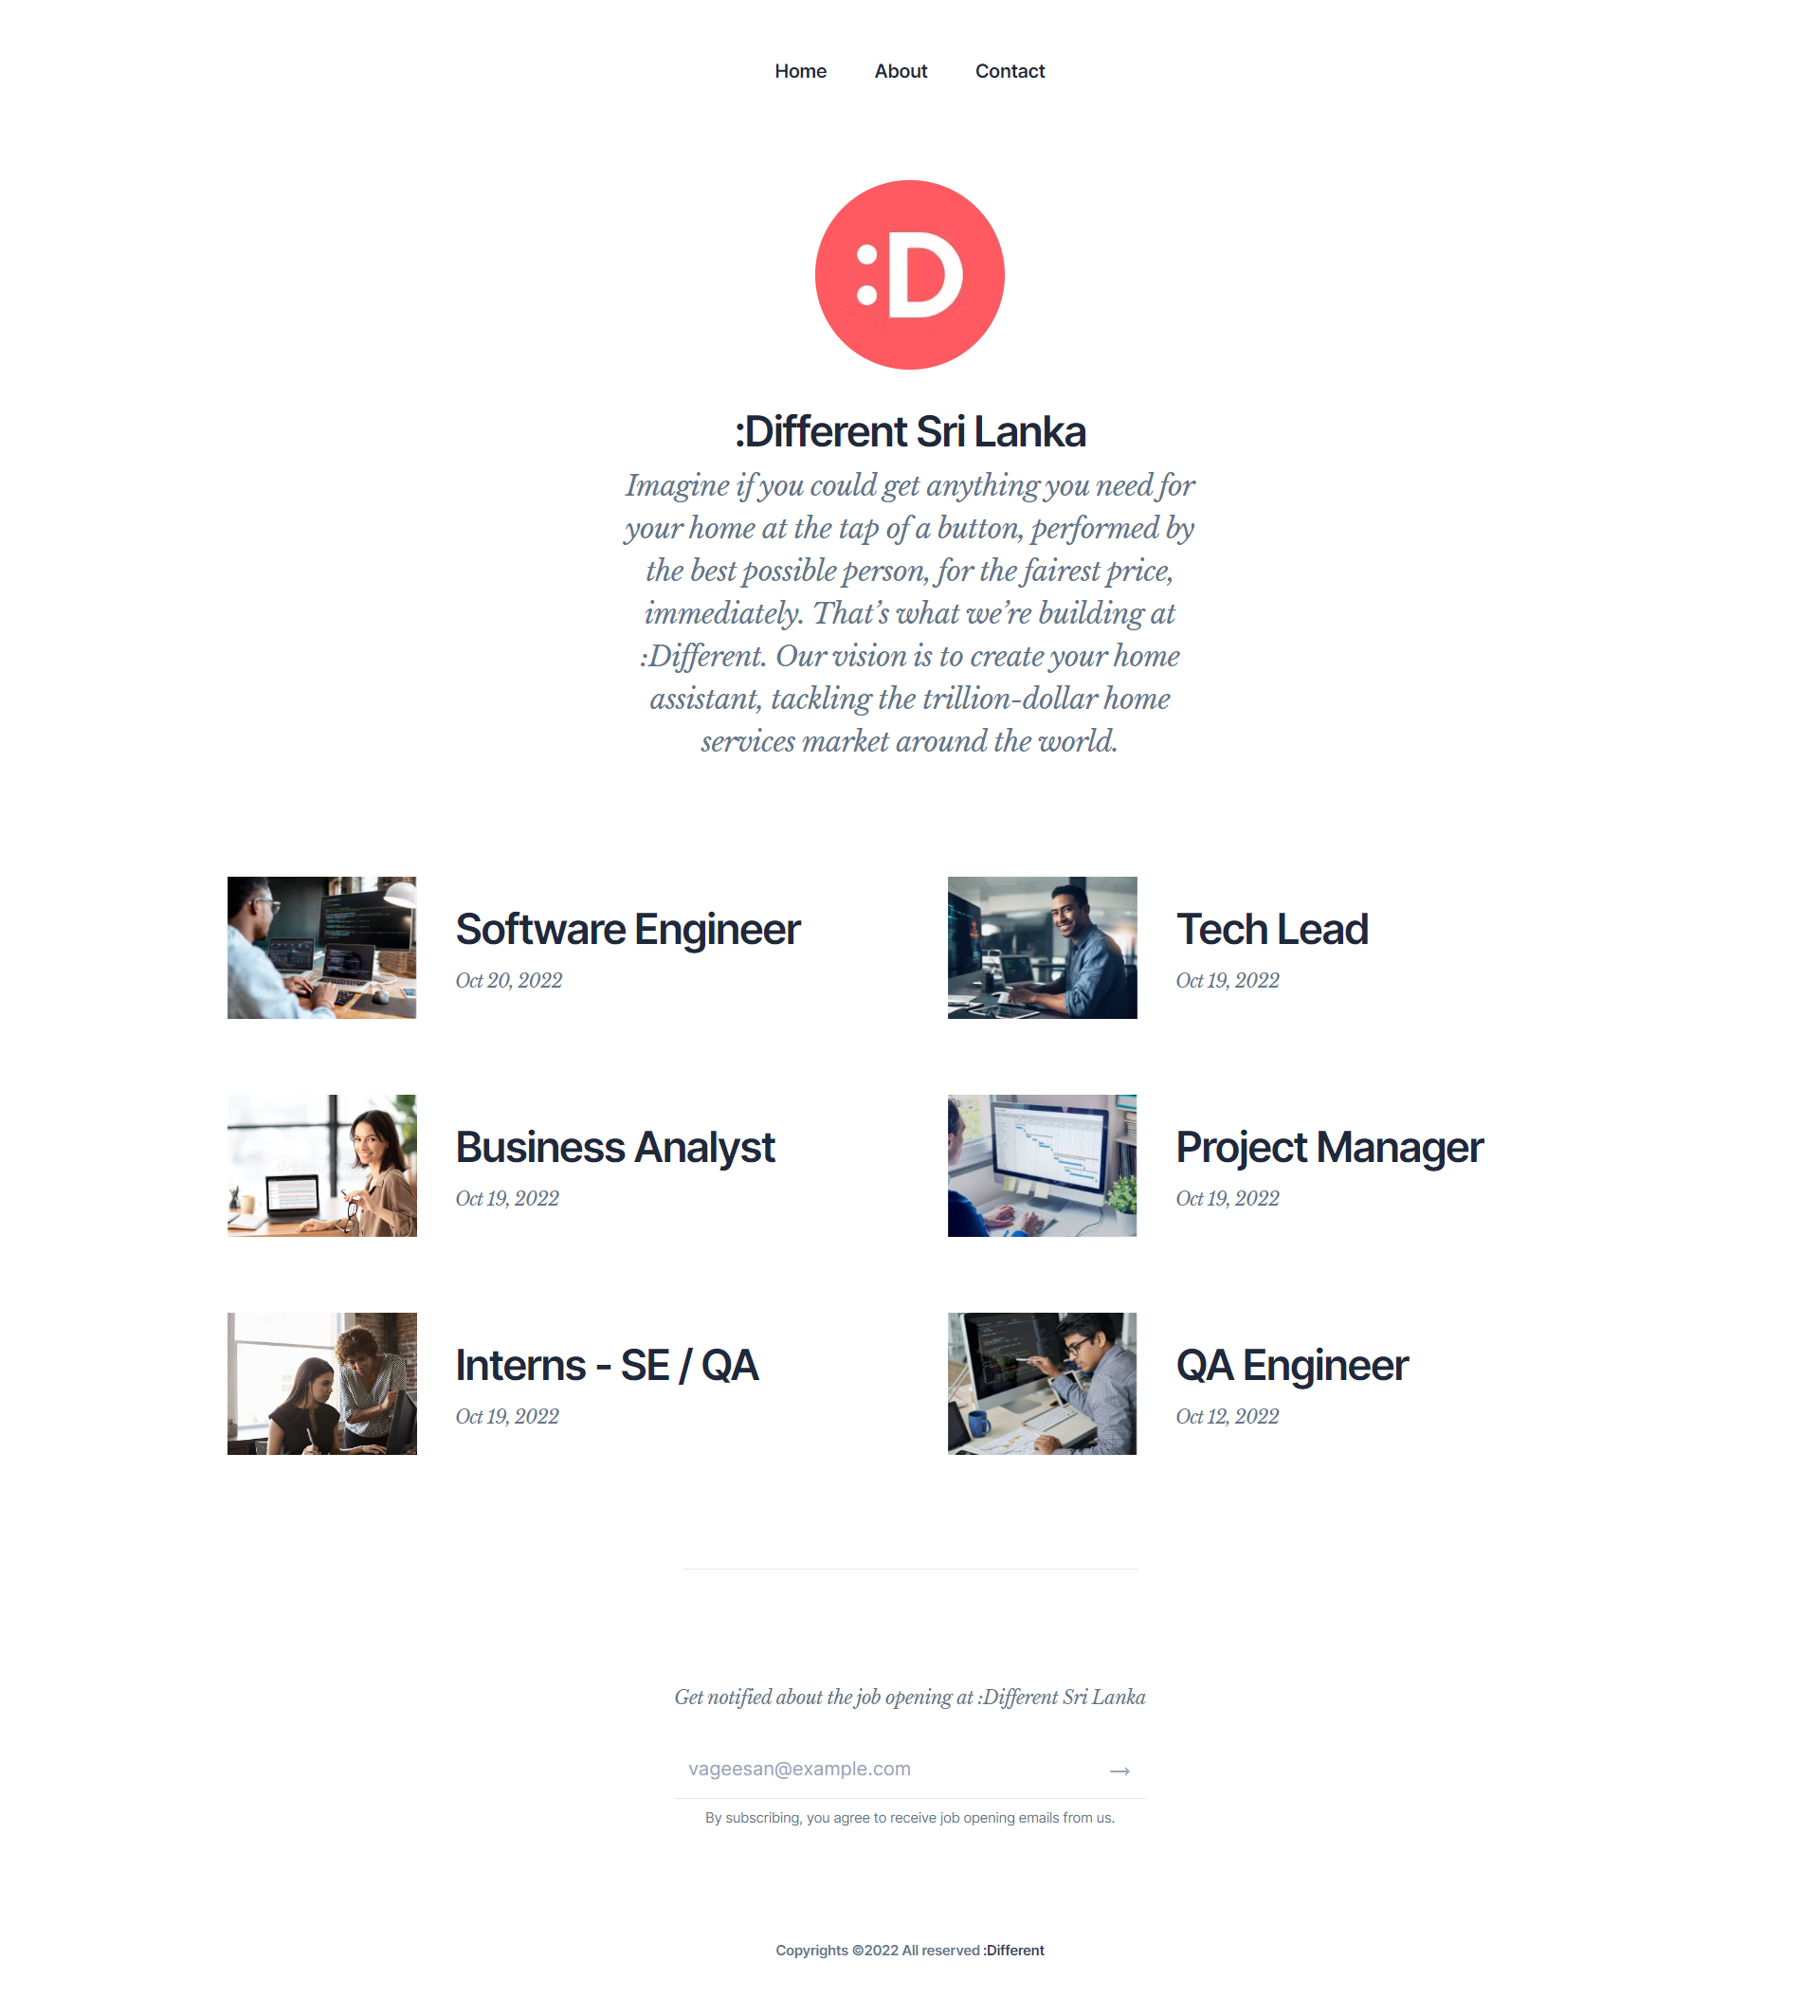 Home About Contact
:D
:Different Sri Lanka
Imagine if you could get anything you need for
your home at the tap of a button, performed by
the best possible person, for the fairest price,
immediately. That’s what we’re building at
:Different. Our vision is to create your home
assistant, tackling the trillion-dollar home
services market around the world.
Software Engineer
Oct 20, 2022
Tech Lead
Oct 19, 2022
Business Analyst
Oct 19, 2022
Project Manager
Oct 19, 2022
Interns - SE / QA
Oct 19, 2022
QA Engineer
Oct 12, 2022
Get notified about the job opening at :Different Sri Lanka
vageesan@example.com →
By subscribing, you agree to receive job opening emails from us.
Copyrights ©2022 All reserved :Different